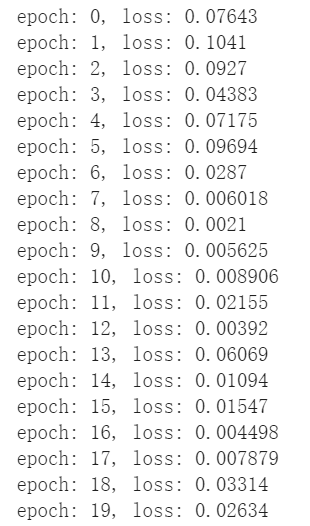 epoch: 0, loss: 0.07643
epoch: 1, loss: 0.1041
epoch: 2, loss: 0.0927
epoch: 3, loss: 0.04383
epoch: 4, loss: 0.07175
epoch: 5, loss: 0.09694
epoch: 6, loss: 0.0287
epoch: 7, loss: 0.006018
epoch: 8, loss: 0.0021
epoch: 9, loss: 0.005625
epoch: 10, loss: 0.008906
epoch: 11, loss: 0.02155
epoch: 12, loss: 0.00392
epoch: 13, loss: 0.06069
epoch: 14, loss: 0.01094
epoch: 15, loss: 0.01547
epoch: 16, loss: 0.004498
epoch: 17, loss: 0.007879
epoch: 18, loss: 0.03314
epoch: 19, loss: 0.02634